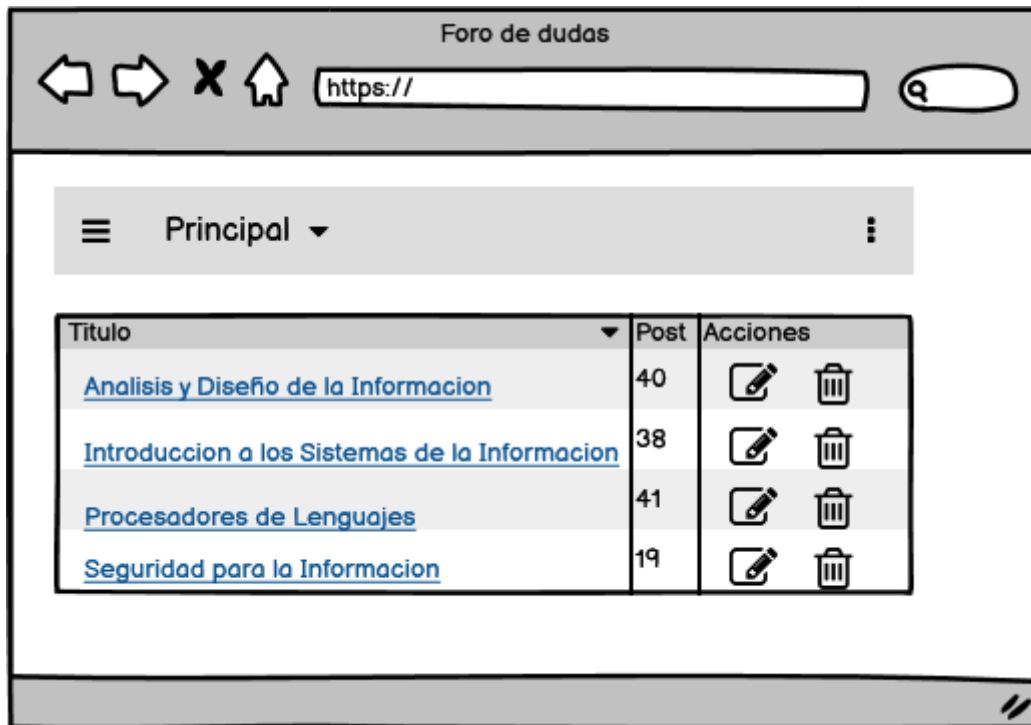 Foro de dudas
https://
Principal
Titulo Post Acciones
Analisis y Diseño de la Informacion 40
Introduccion a los Sistemas de la Informacion 38
Procesadores de Lenguajes 41
Seguridad para la Informacion 19